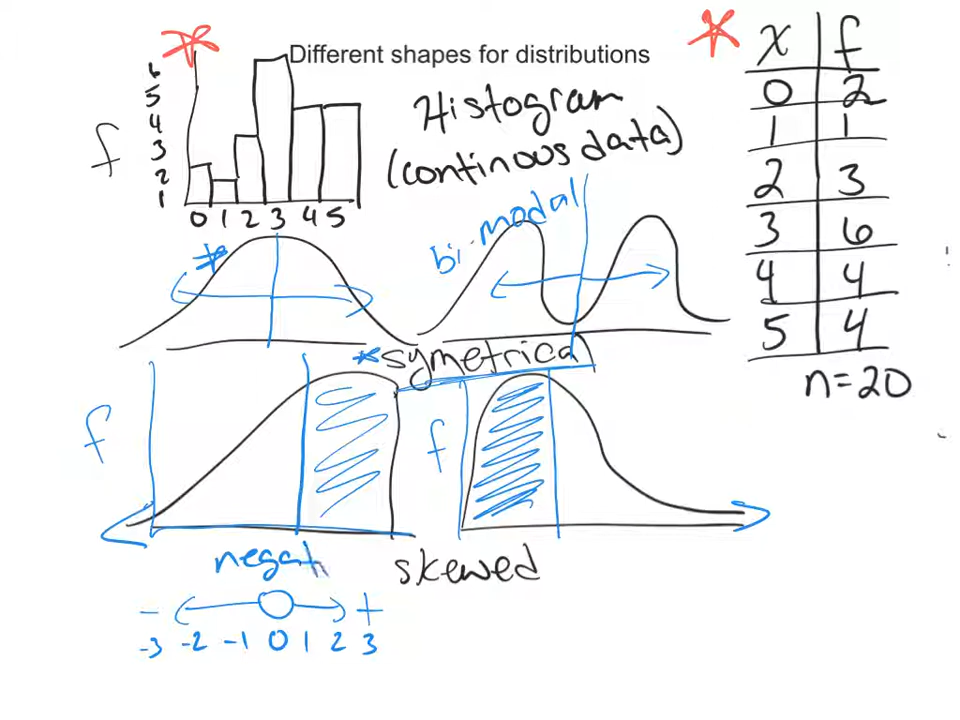 Different shapes for distributions
6
5
4
3
2
1
f
0 1 2 3 4 5
Histogram
(continous data)
x f
0 2
1 1
2 3
3 6
4 4
5 4
n=20
bi-modal
symetrical
f
f
negat
skewed
- +
-3 -2 -1 0 1 2 3